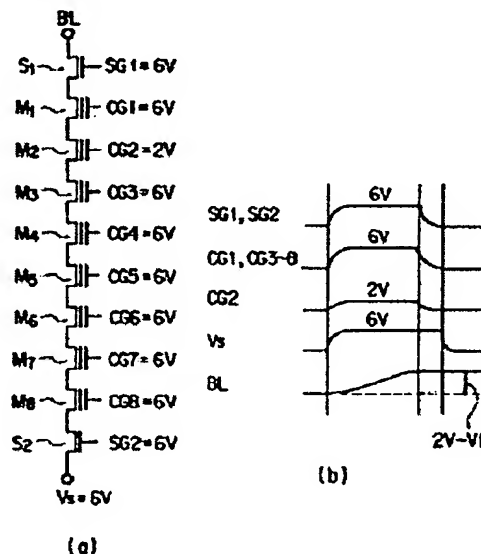 BL
S1 SG1=6V
M1 CG1=6V
M2 CG2=2V
M3 CG3=6V
M4 CG4=6V
M5 CG5=6V
M6 CG6=6V
M7 CG7=6V
M8 CG8=6V
S2 SG2=6V
Vs=6V
(a)
SG1, SG2 6V
CG1, CG3~8 6V
CG2 2V
Vs 6V
BL
2V-V
(b)